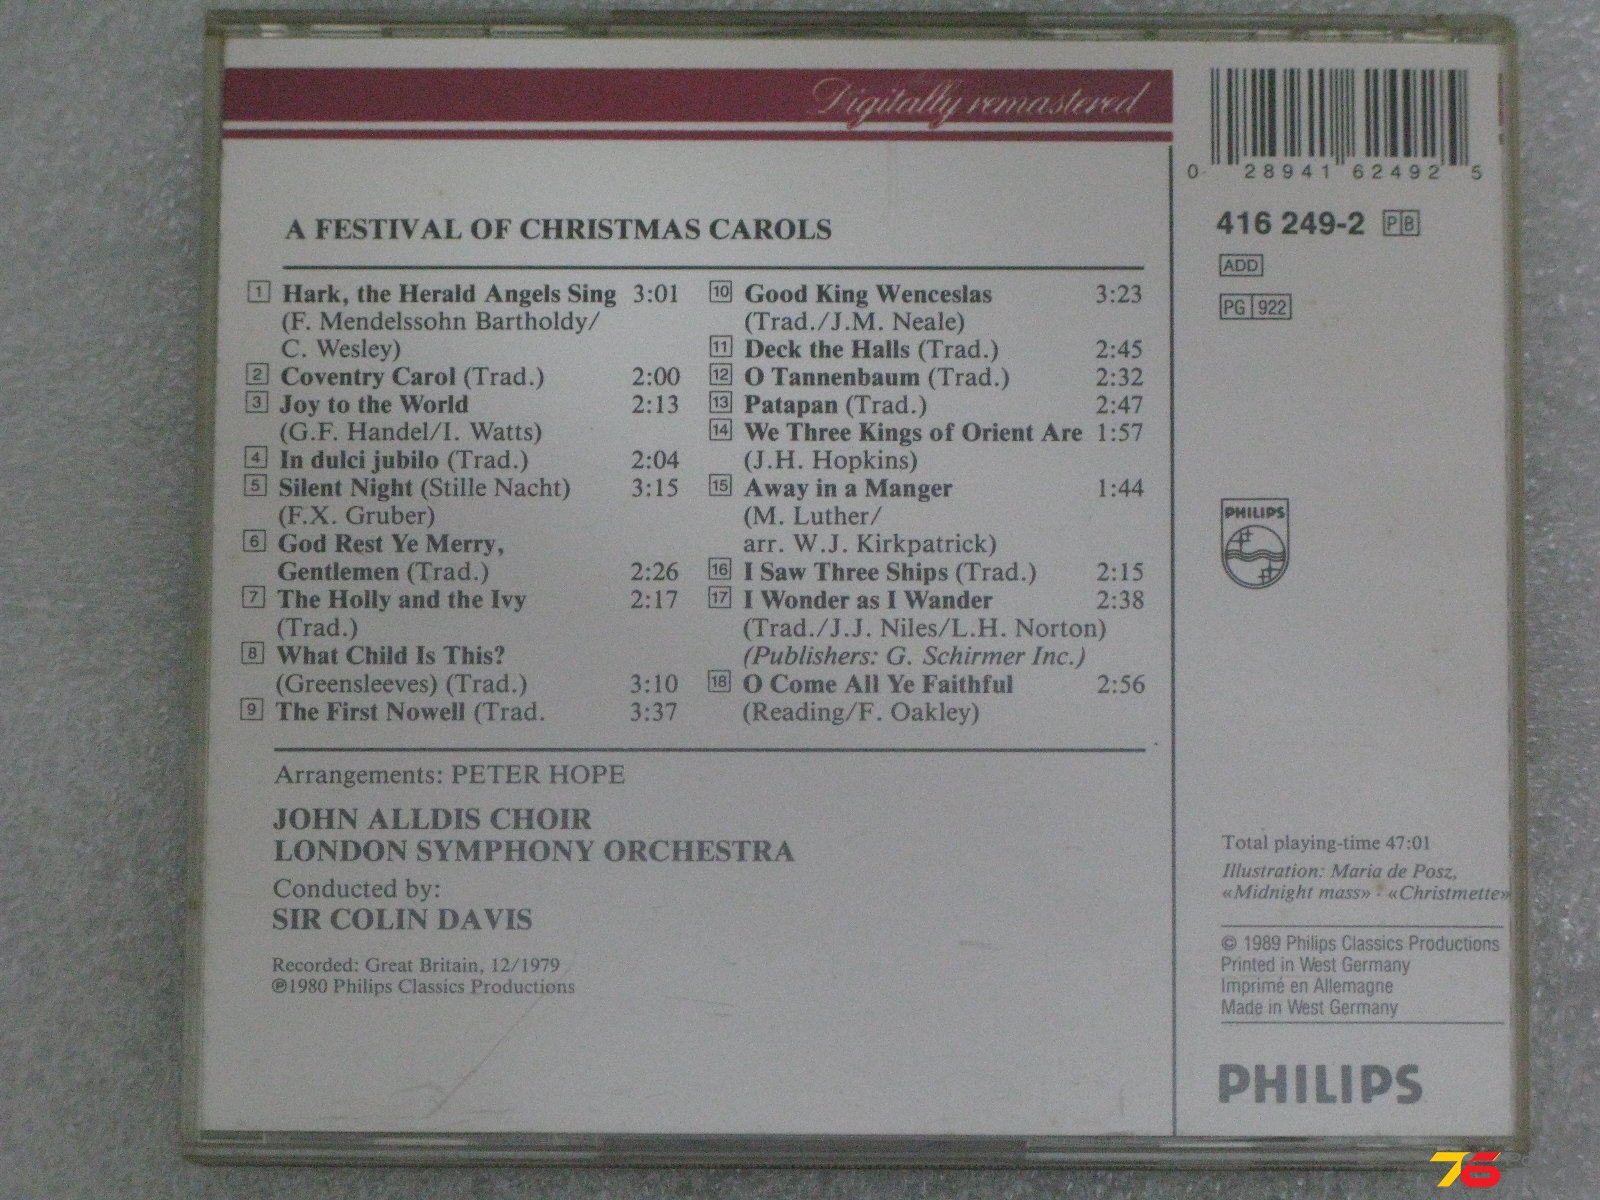 Digitally remastered
0 28941 62492 5
416 249-2 PB
ADD
PG 922
A FESTIVAL OF CHRISTMAS CAROLS
1 Hark, the Herald Angels Sing 3:01
(F. Mendelssohn Bartholdy/
C. Wesley)
2 Coventry Carol (Trad.) 2:00
3 Joy to the World 2:13
(G.F. Handel/I. Watts)
4 In dulci jubilo (Trad.) 2:04
5 Silent Night (Stille Nacht) 3:15
(F.X. Gruber)
6 God Rest Ye Merry,
Gentlemen (Trad.) 2:26
7 The Holly and the Ivy 2:17
(Trad.)
8 What Child Is This?
(Greensleeves) (Trad.) 3:10
9 The First Nowell (Trad. 3:37
10 Good King Wenceslas 3:23
(Trad./J.M. Neale)
11 Deck the Halls (Trad.) 2:45
12 O Tannenbaum (Trad.) 2:32
13 Patapan (Trad.) 2:47
14 We Three Kings of Orient Are 1:57
(J.H. Hopkins)
15 Away in a Manger 1:44
(M. Luther/
arr. W.J. Kirkpatrick)
16 I Saw Three Ships (Trad.) 2:15
17 I Wonder as I Wander 2:38
(Trad./J.J. Niles/L.H. Norton)
(Publishers: G. Schirmer Inc.)
18 O Come All Ye Faithful 2:56
(Reading/F. Oakley)
Arrangements: PETER HOPE
JOHN ALLDIS CHOIR
LONDON SYMPHONY ORCHESTRA
Conducted by:
SIR COLIN DAVIS
Recorded: Great Britain, 12/1979
℗1980 Philips Classics Productions
PHILIPS
Total playing-time 47:01
Illustration: Maria de Posz,
«Midnight mass» · «Christmette»
© 1989 Philips Classics Productions
Printed in West Germany
Imprimé en Allemagne
Made in West Germany
PHILIPS
76